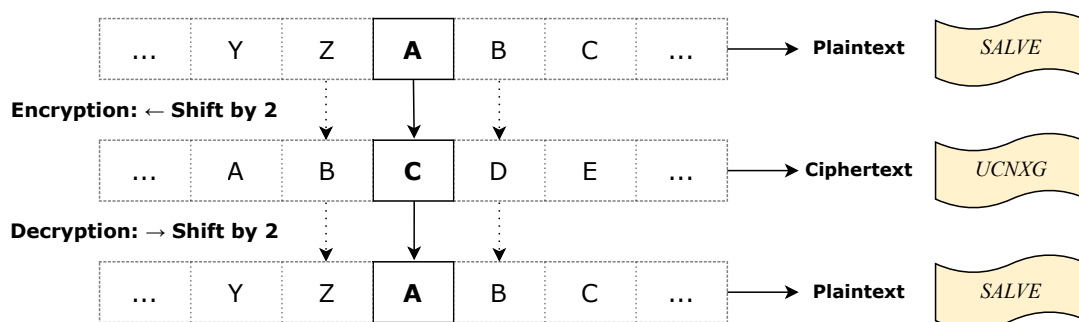 ... Y Z A B C ... Plaintext SALVE
Encryption: ← Shift by 2
... A B C D E ... Ciphertext UCNXG
Decryption: → Shift by 2
... Y Z A B C ... Plaintext SALVE